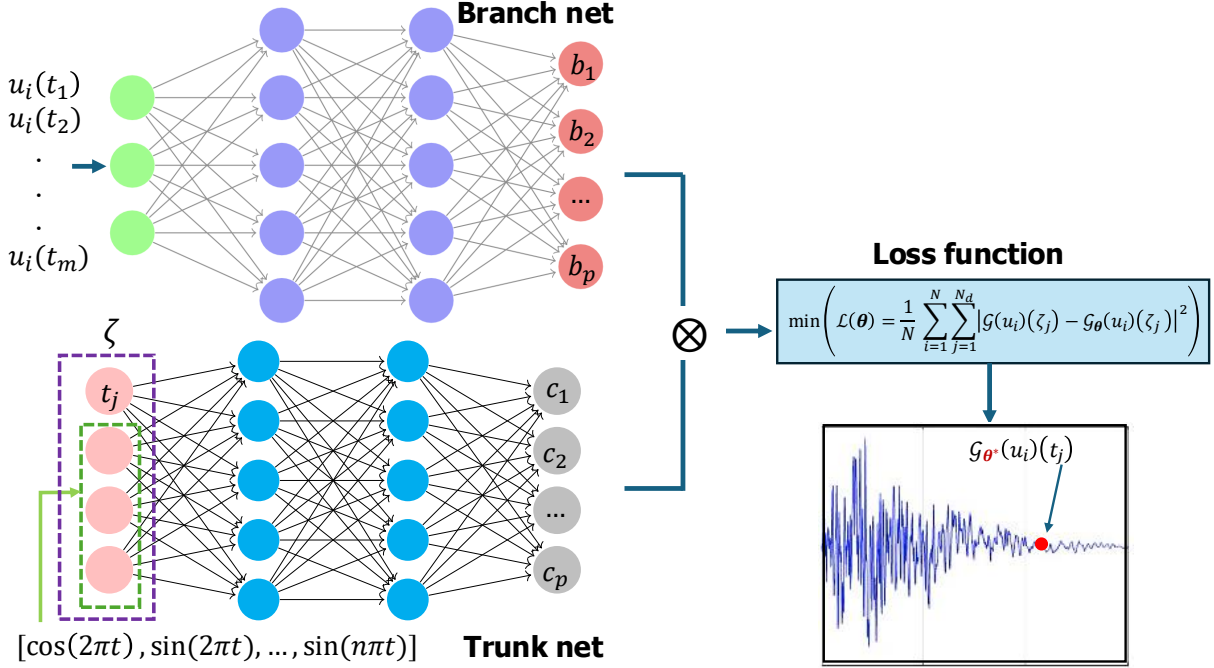 Branch net
u_i(t_1)
u_i(t_2)
.
.
.
u_i(t_m)
b_1
b_2
...
b_p
ζ
t_j
c_1
c_2
...
c_p
[cos(2πt) , sin(2πt), ... , sin(nπt)]
Trunk net
⊗
Loss function
min(ℒ(θ) = 1/N ∑_{i=1}^{N} ∑_{j=1}^{N_d} |𝒢(u_i)(ζ_j) − 𝒢_θ(u_i)(ζ_j)|^2)
𝒢_θ*(u_i)(t_j)